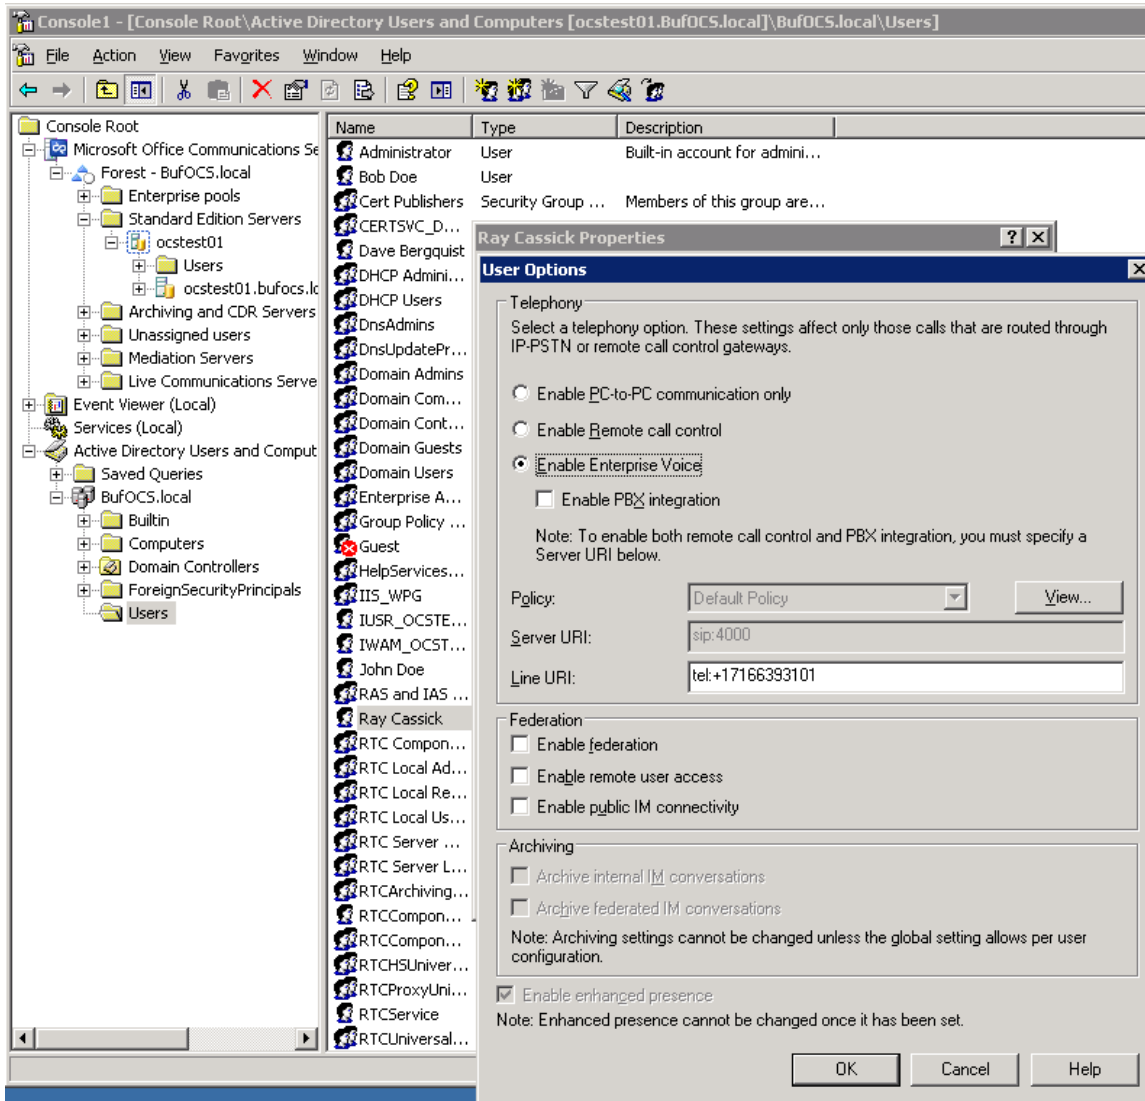 Console1 - [Console Root\Active Directory Users and Computers [ocstest01.BufOCS.local]\BufOCS.local\Users]
File Action View Favorites Window Help
Console Root
Microsoft Office Communications Se
Forest - BufOCS.local
Enterprise pools
Standard Edition Servers
ocstest01
Users
ocstest01.bufocs.lo
Archiving and CDR Servers
Unassigned users
Mediation Servers
Live Communications Serve
Event Viewer (Local)
Services (Local)
Active Directory Users and Comput
Saved Queries
BufOCS.local
Builtin
Computers
Domain Controllers
ForeignSecurityPrincipals
Users
Name Type Description
Administrator User Built-in account for admini...
Bob Doe User
Cert Publishers Security Group ... Members of this group are...
CERTSVC_D...
Dave Bergquist
DHCP Admini...
DHCP Users
DnsAdmins
DnsUpdatePr...
Domain Admins
Domain Com...
Domain Cont...
Domain Guests
Domain Users
Enterprise A...
Group Policy ...
Guest
HelpServices...
IIS_WPG
IUSR_OCSTE...
IWAM_OCST...
John Doe
RAS and IAS ...
Ray Cassick
RTC Compon...
RTC Local Ad...
RTC Local Re...
RTC Local Us...
RTC Server ...
RTC Server L...
RTCArchiving...
RTCCompon...
RTCCompon...
RTCHSUniver...
RTCProxyUni...
RTCService
RTCUniversal...
Ray Cassick Properties
User Options
Telephony
Select a telephony option. These settings affect only those calls that are routed through
IP-PSTN or remote call control gateways.
Enable PC-to-PC communication only
Enable Remote call control
Enable Enterprise Voice
Enable PBX integration
Note: To enable both remote call control and PBX integration, you must specify a
Server URI below.
Policy: Default Policy View...
Server URI: sip:4000
Line URI: tel:+17166393101
Federation
Enable federation
Enable remote user access
Enable public IM connectivity
Archiving
Archive internal IM conversations
Archive federated IM conversations
Note: Archiving settings cannot be changed unless the global setting allows per user
configuration.
Enable enhanced presence
Note: Enhanced presence cannot be changed once it has been set.
OK Cancel Help